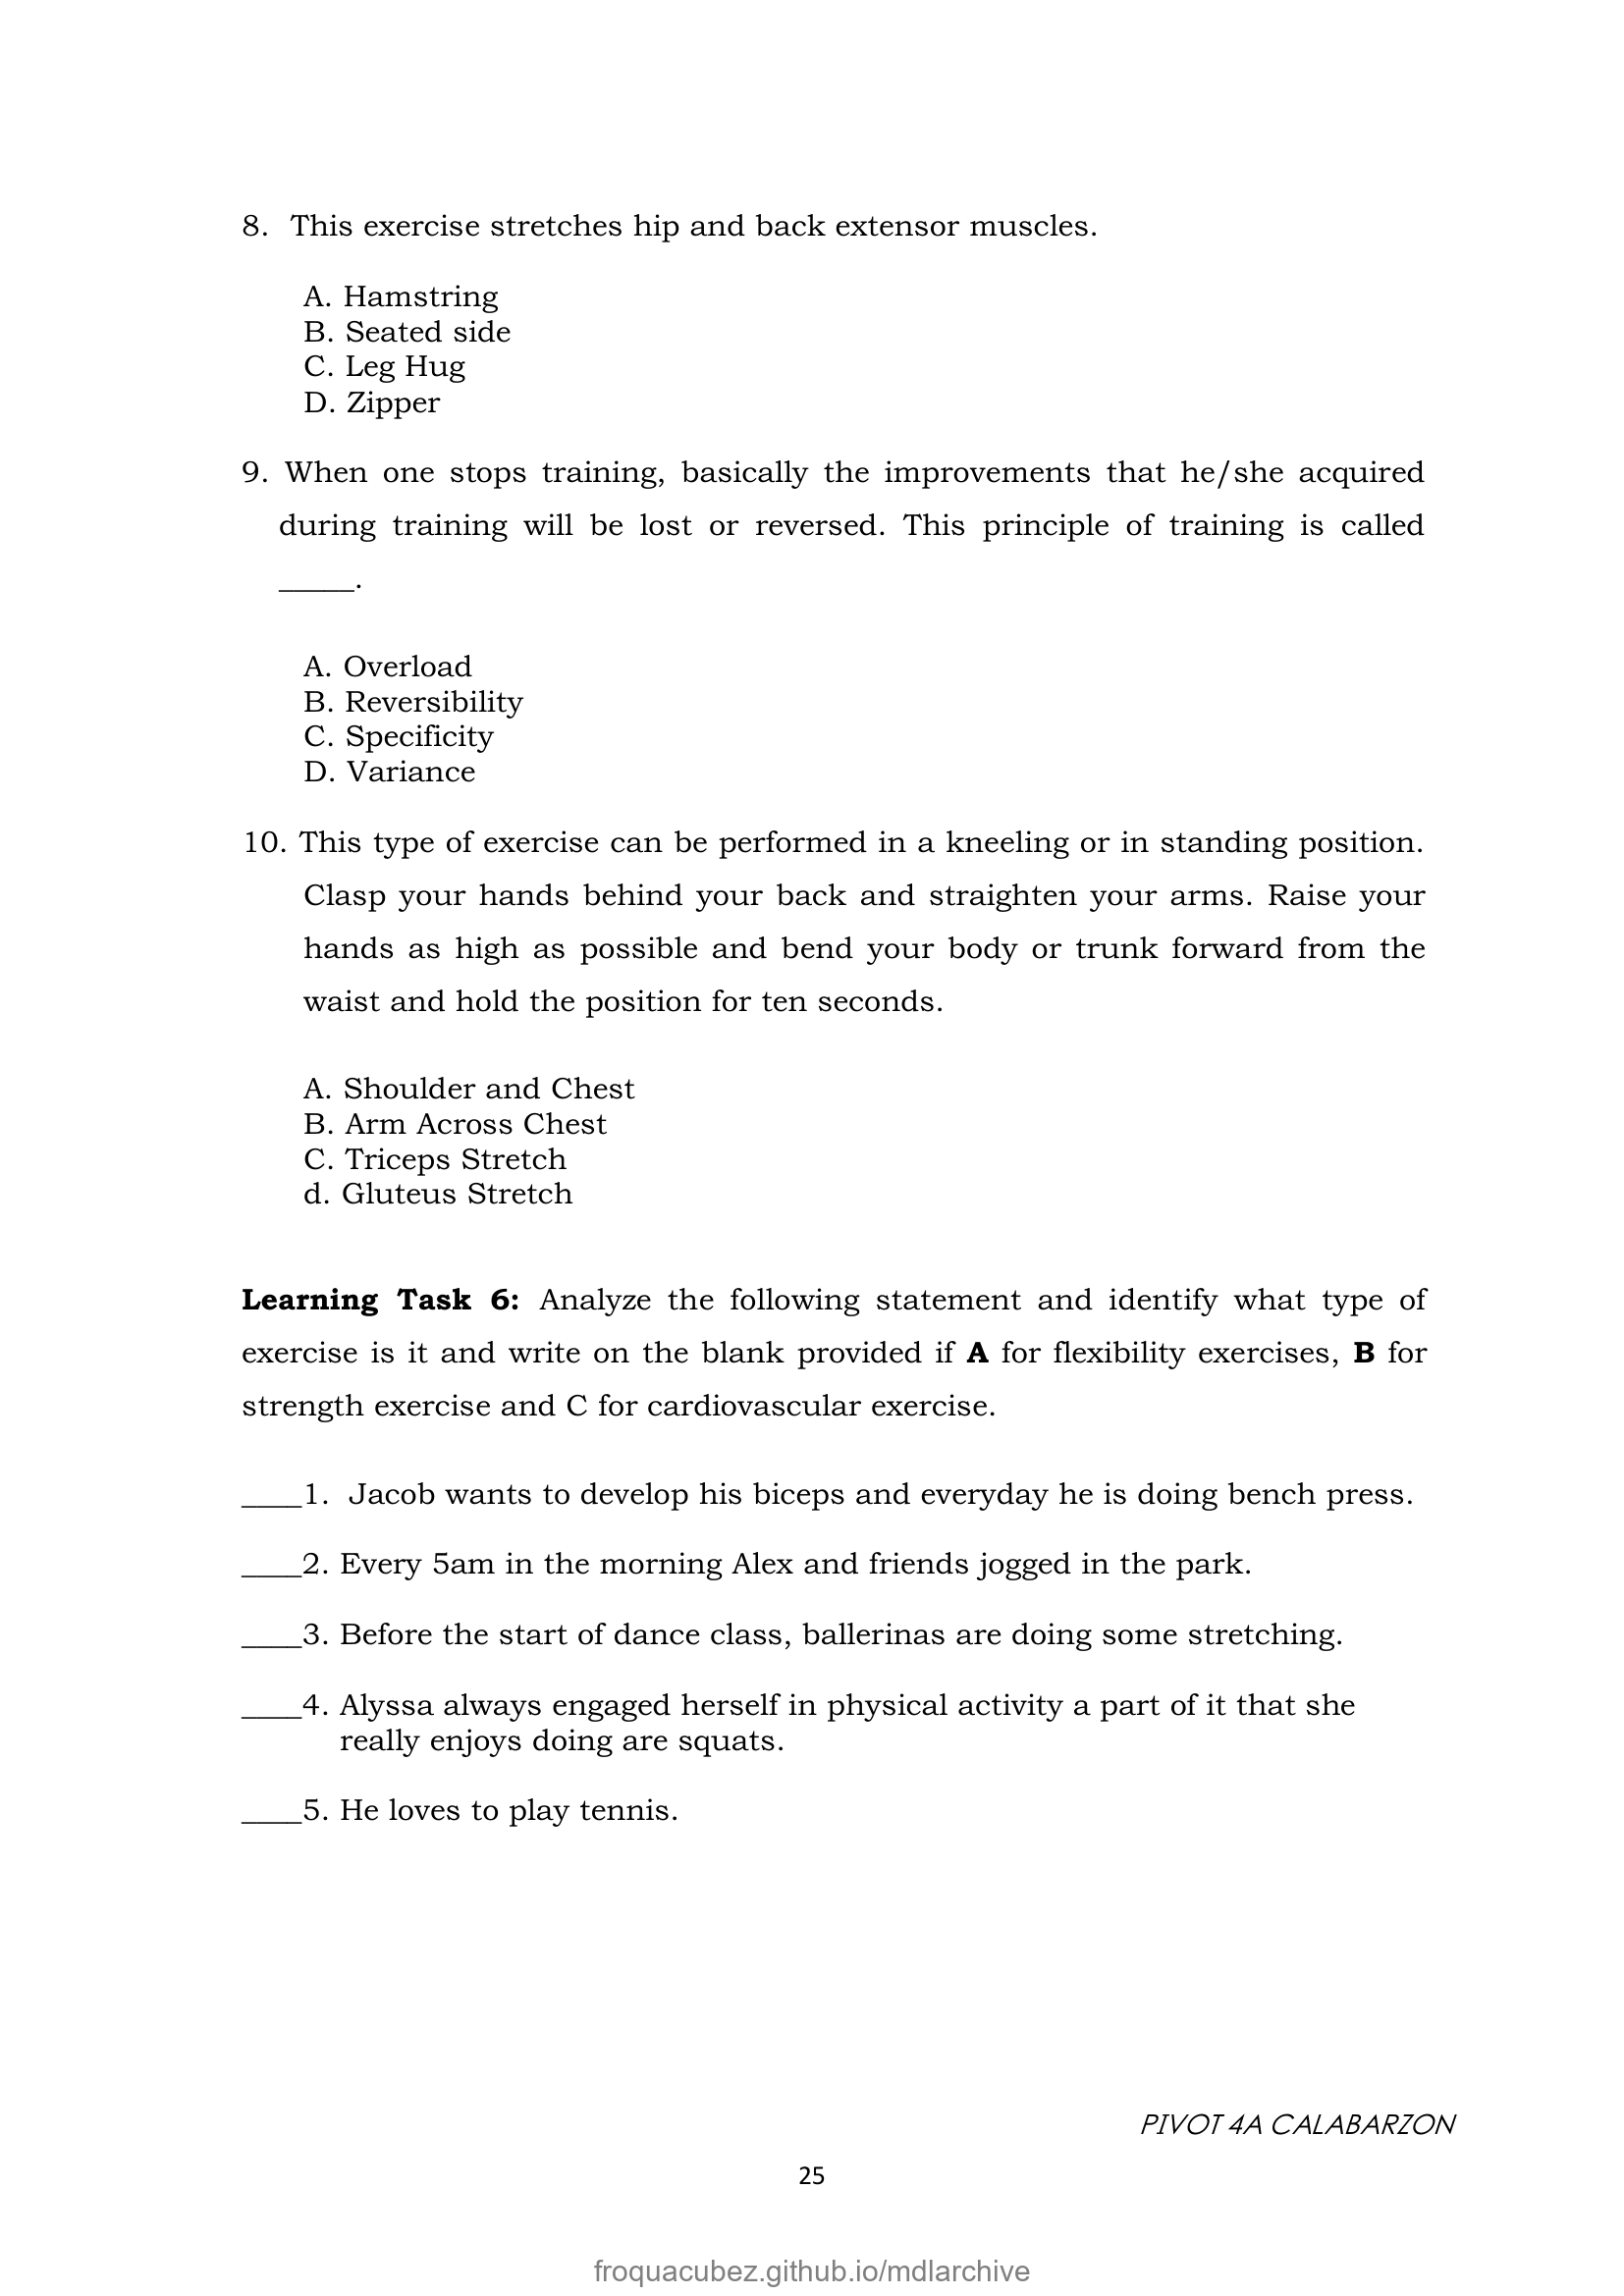 8. This exercise stretches hip and back extensor muscles.
A. Hamstring
B. Seated side
C. Leg Hug
D. Zipper
9. When one stops training, basically the improvements that he/she acquired
during training will be lost or reversed. This principle of training is called
_____.
A. Overload
B. Reversibility
C. Specificity
D. Variance
10. This type of exercise can be performed in a kneeling or in standing position.
Clasp your hands behind your back and straighten your arms. Raise your
hands as high as possible and bend your body or trunk forward from the
waist and hold the position for ten seconds.
A. Shoulder and Chest
B. Arm Across Chest
C. Triceps Stretch
d. Gluteus Stretch
Learning Task 6: Analyze the following statement and identify what type of
exercise is it and write on the blank provided if A for flexibility exercises, B for
strength exercise and C for cardiovascular exercise.
____1. Jacob wants to develop his biceps and everyday he is doing bench press.
____2. Every 5am in the morning Alex and friends jogged in the park.
____3. Before the start of dance class, ballerinas are doing some stretching.
____4. Alyssa always engaged herself in physical activity a part of it that she
really enjoys doing are squats.
____5. He loves to play tennis.
PIVOT 4A CALABARZON
25
froquacubez.github.io/mdlarchive